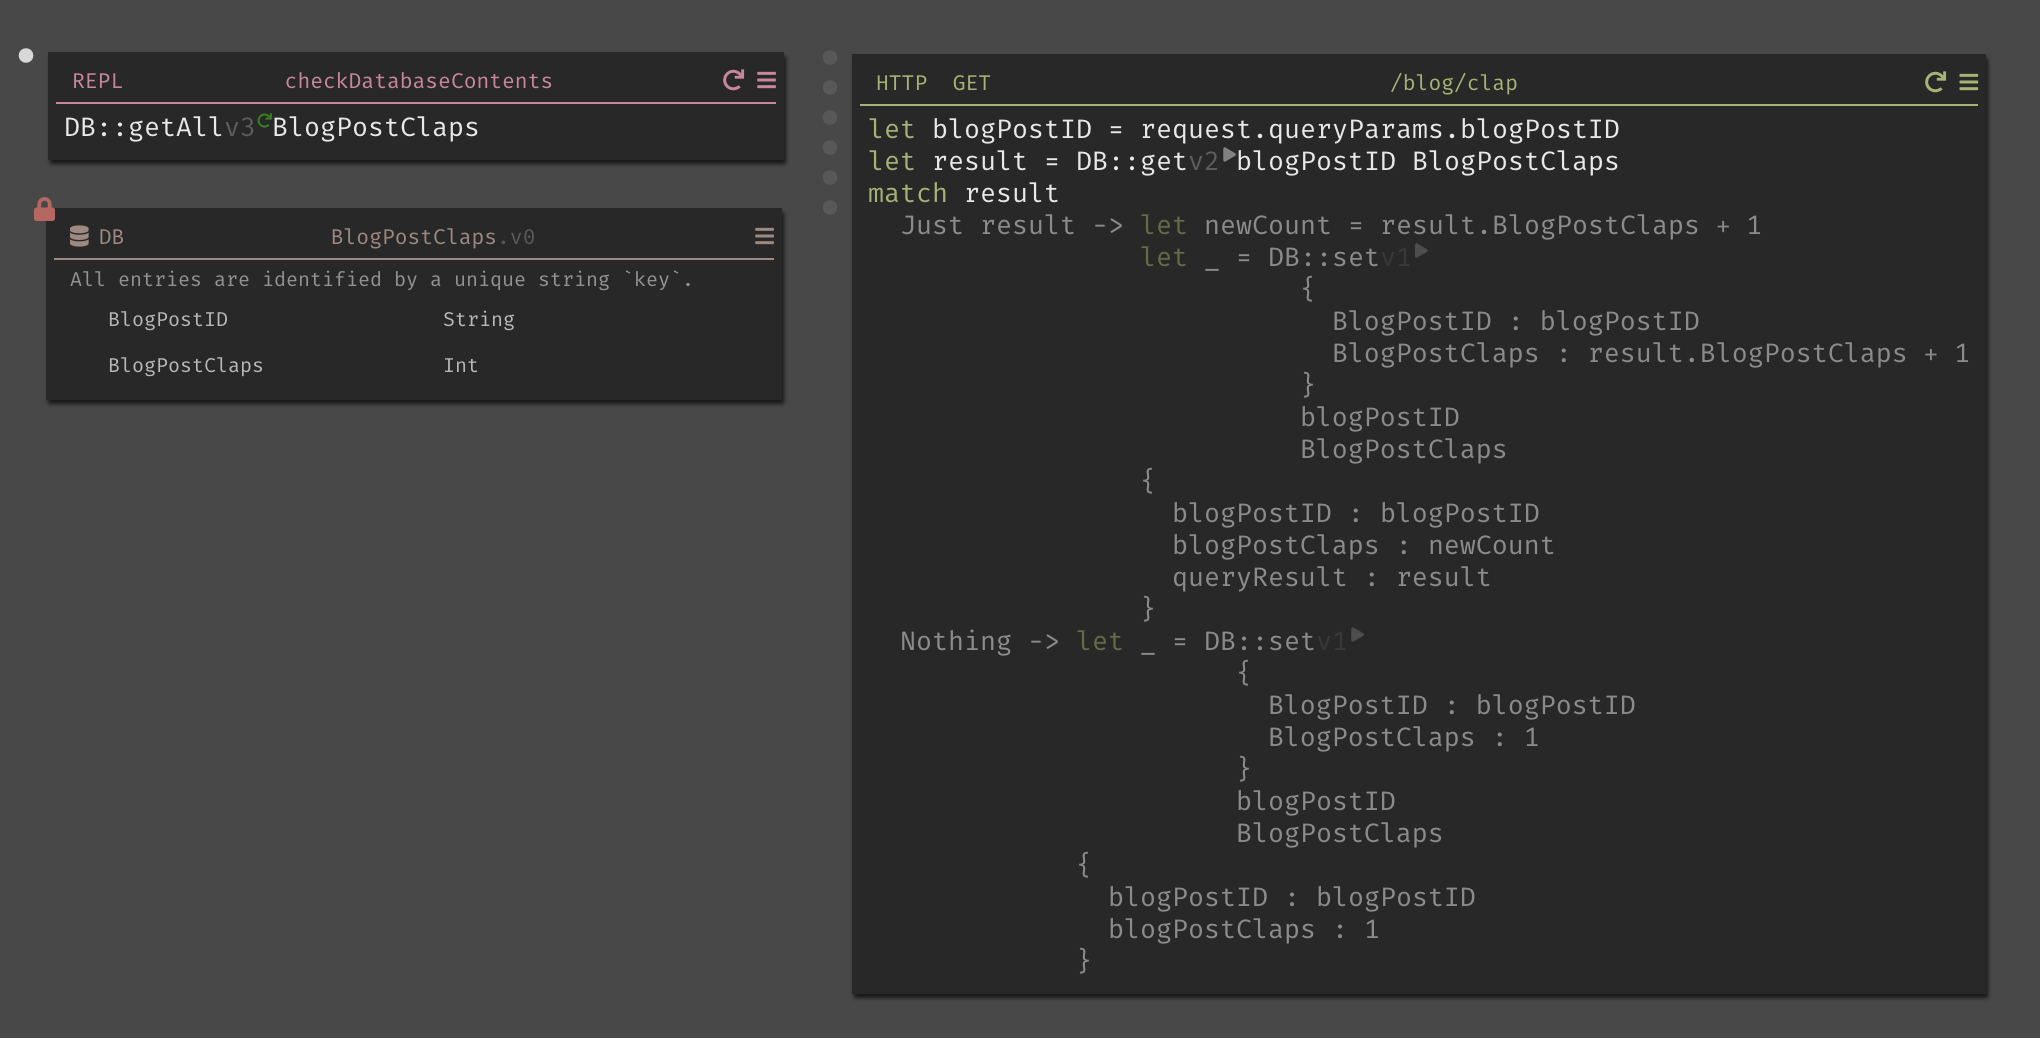 REPL checkDatabaseContents
DB::getAllv3 BlogPostClaps
DB BlogPostClaps.v0
All entries are identified by a unique string `key`.
BlogPostID String
BlogPostClaps Int
HTTP GET /blog/clap
let blogPostID = request.queryParams.blogPostID
let result = DB::getv2 blogPostID BlogPostClaps
match result
Just result -> let newCount = result.BlogPostClaps + 1
let _ = DB::setv1
{
BlogPostID : blogPostID
BlogPostClaps : result.BlogPostClaps + 1
}
blogPostID
BlogPostClaps
{
blogPostID : blogPostID
blogPostClaps : newCount
queryResult : result
}
Nothing -> let _ = DB::setv1
{
BlogPostID : blogPostID
BlogPostClaps : 1
}
blogPostID
BlogPostClaps
{
blogPostID : blogPostID
blogPostClaps : 1
}